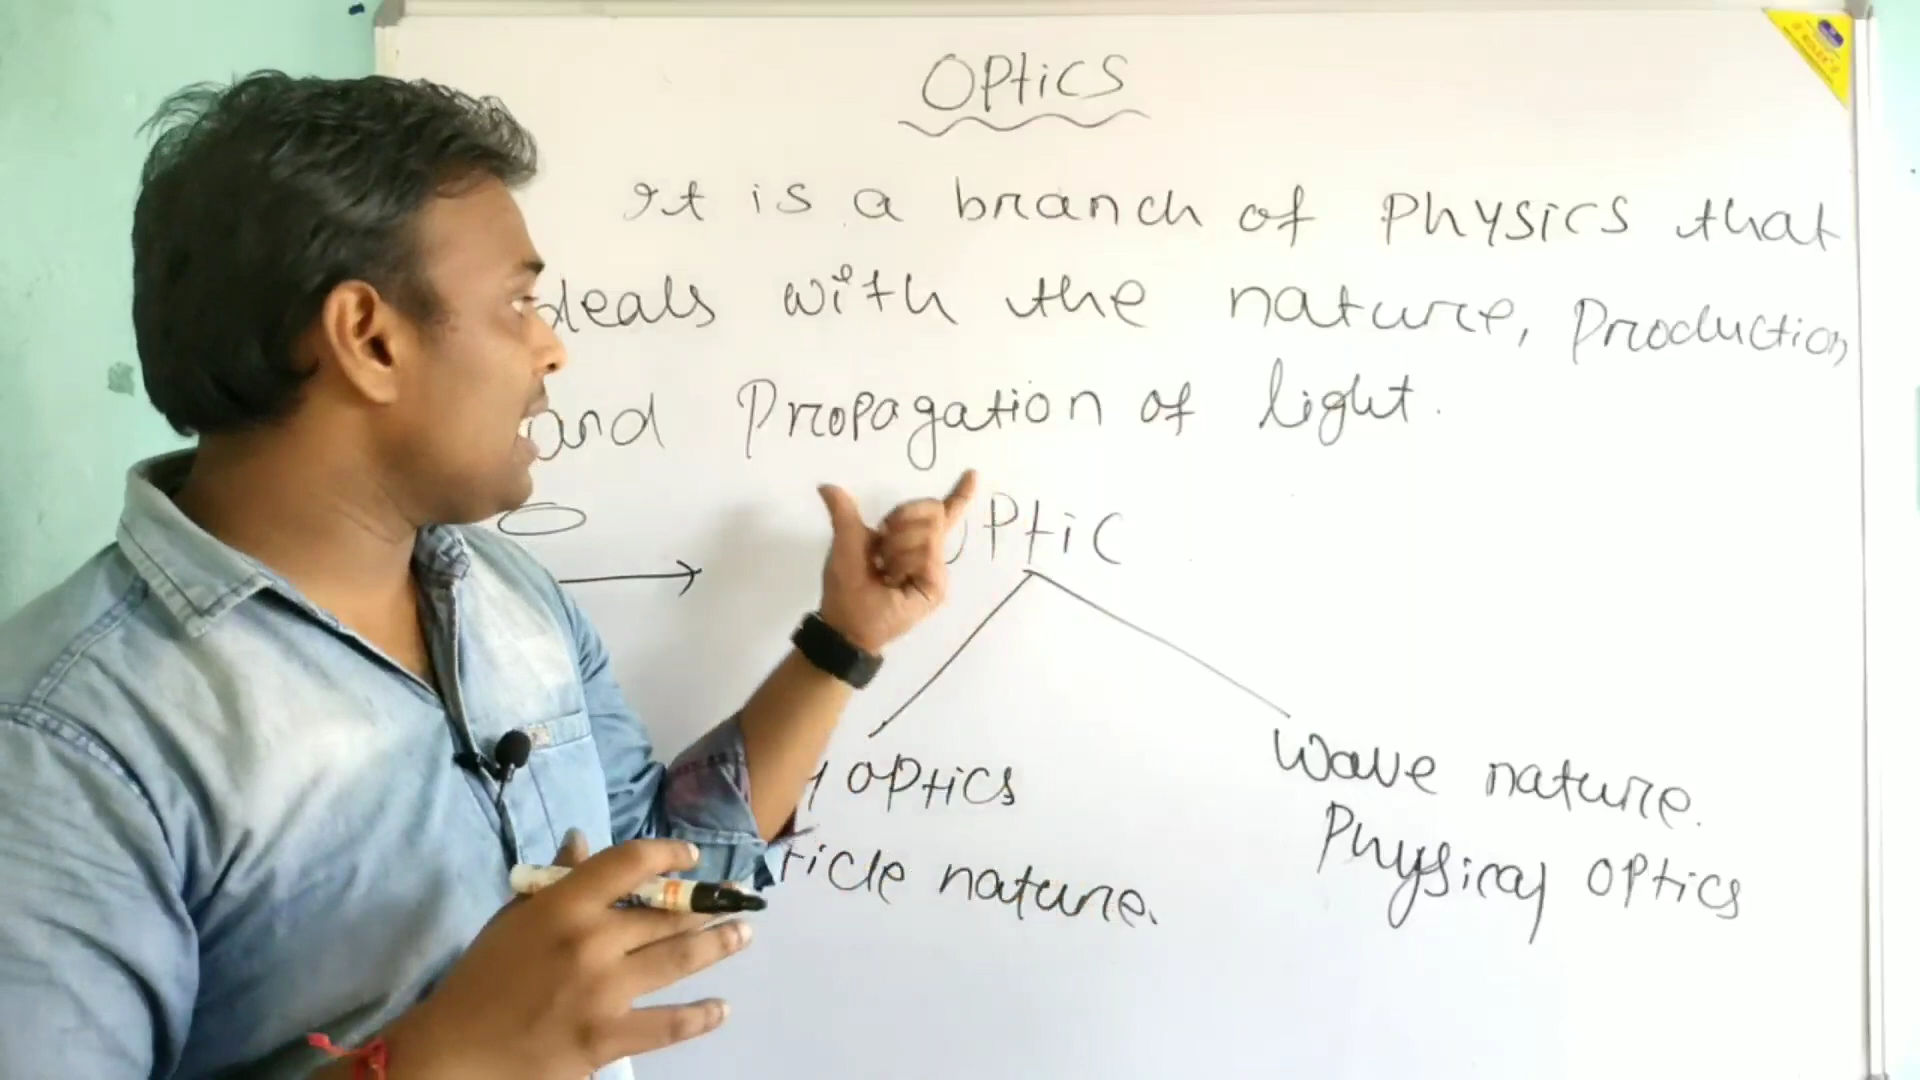 OPtics
It is a branch of Physics that
deals with the nature, Production
and Propagation of light.
OPtic
y OPtics
ticle nature.
Wave nature.
Physical OPtics